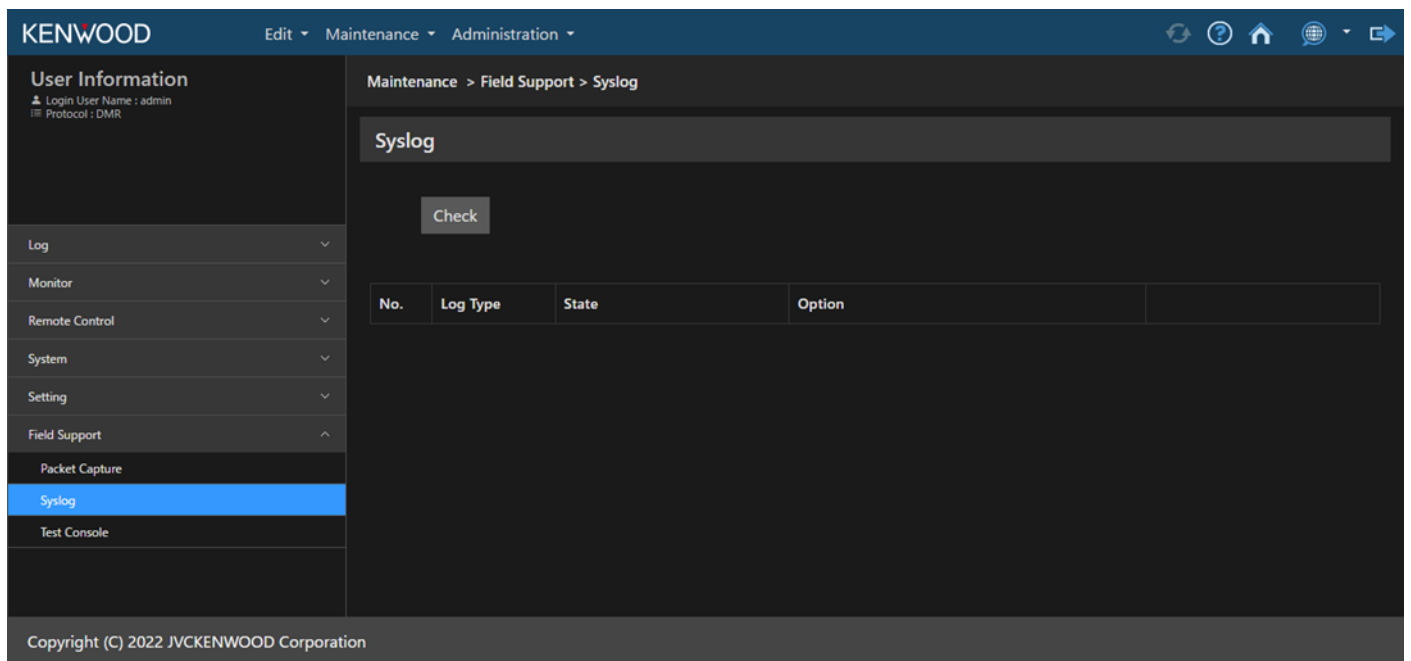 KENWOOD Edit Maintenance Administration
User Information
Login User Name : admin
Protocol : DMR
Log
Monitor
Remote Control
System
Setting
Field Support
Packet Capture
Syslog
Test Console
Maintenance > Field Support > Syslog
Syslog
Check
No. Log Type State Option
Copyright (C) 2022 JVCKENWOOD Corporation